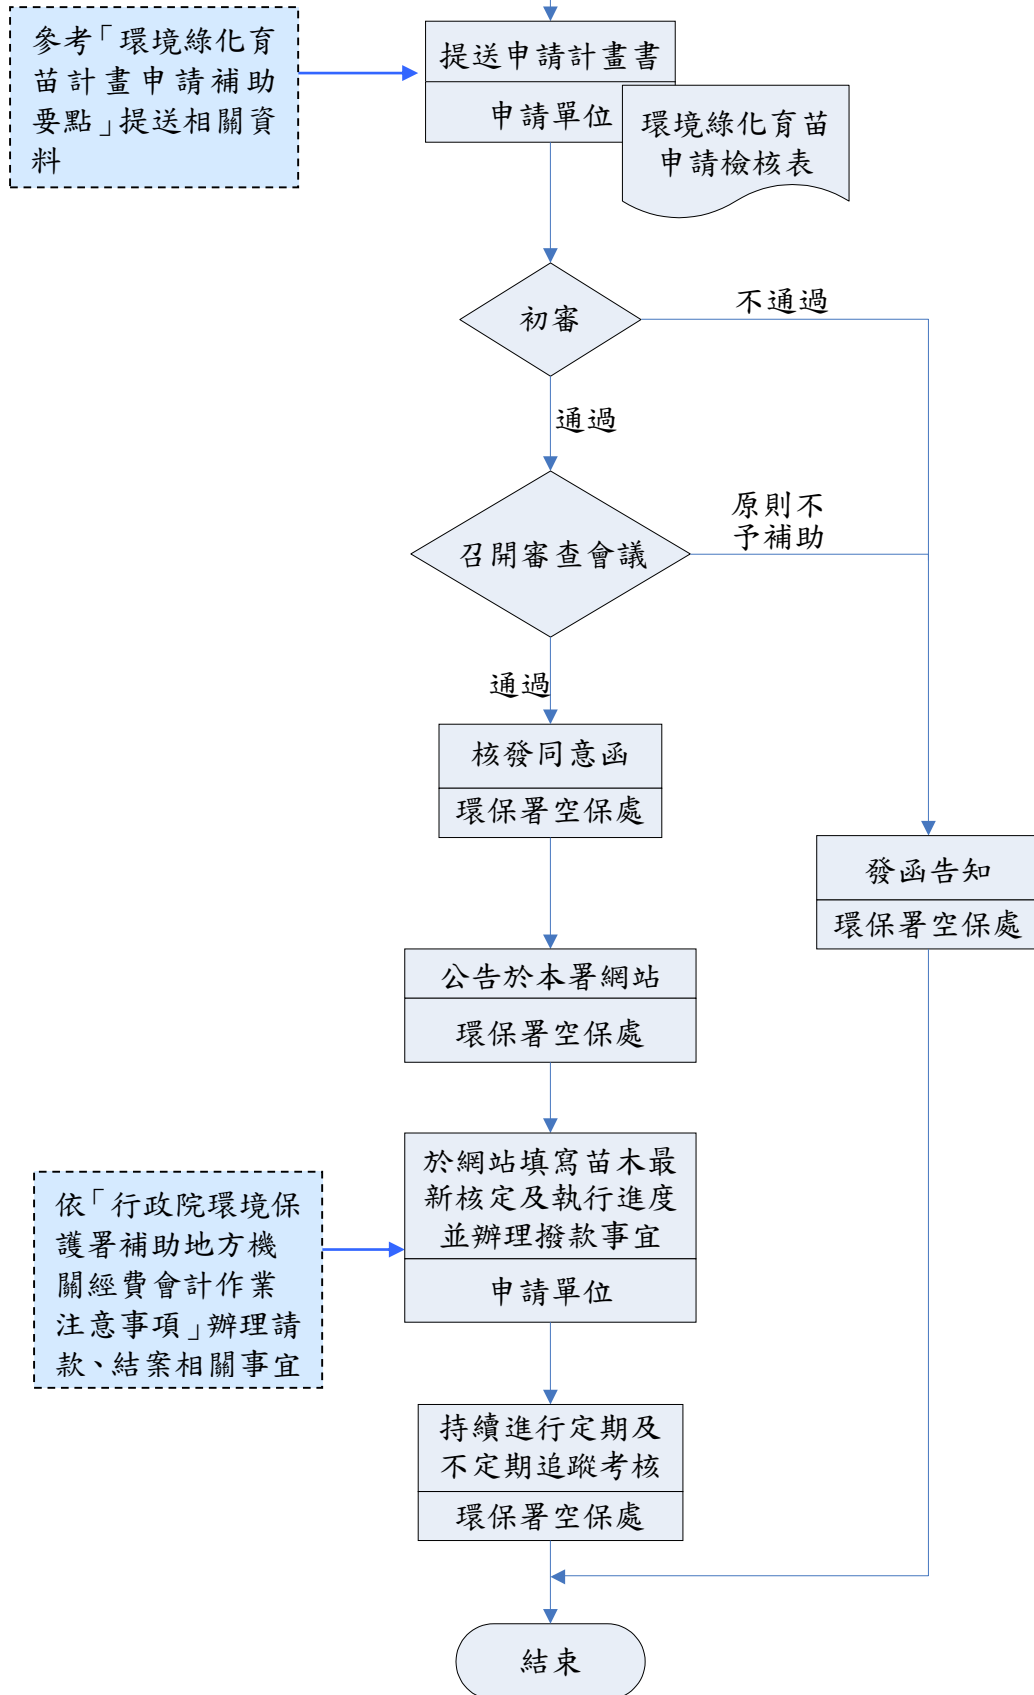 參考「環境綠化育
苗計畫申請補助
要點」提送相關資
料
提送申請計畫書
申請單位
環境綠化育苗
申請檢核表
初審
不通過
通過
召開審查會議
原則不
予補助
通過
核發同意函
環保署空保處
發函告知
環保署空保處
公告於本署網站
環保署空保處
於網站填寫苗木最
新核定及執行進度
並辦理撥款事宜
申請單位
依「行政院環境保
護署補助地方機
關經費會計作業
注意事項」辦理請
款、結案相關事宜
持續進行定期及
不定期追蹤考核
環保署空保處
結束